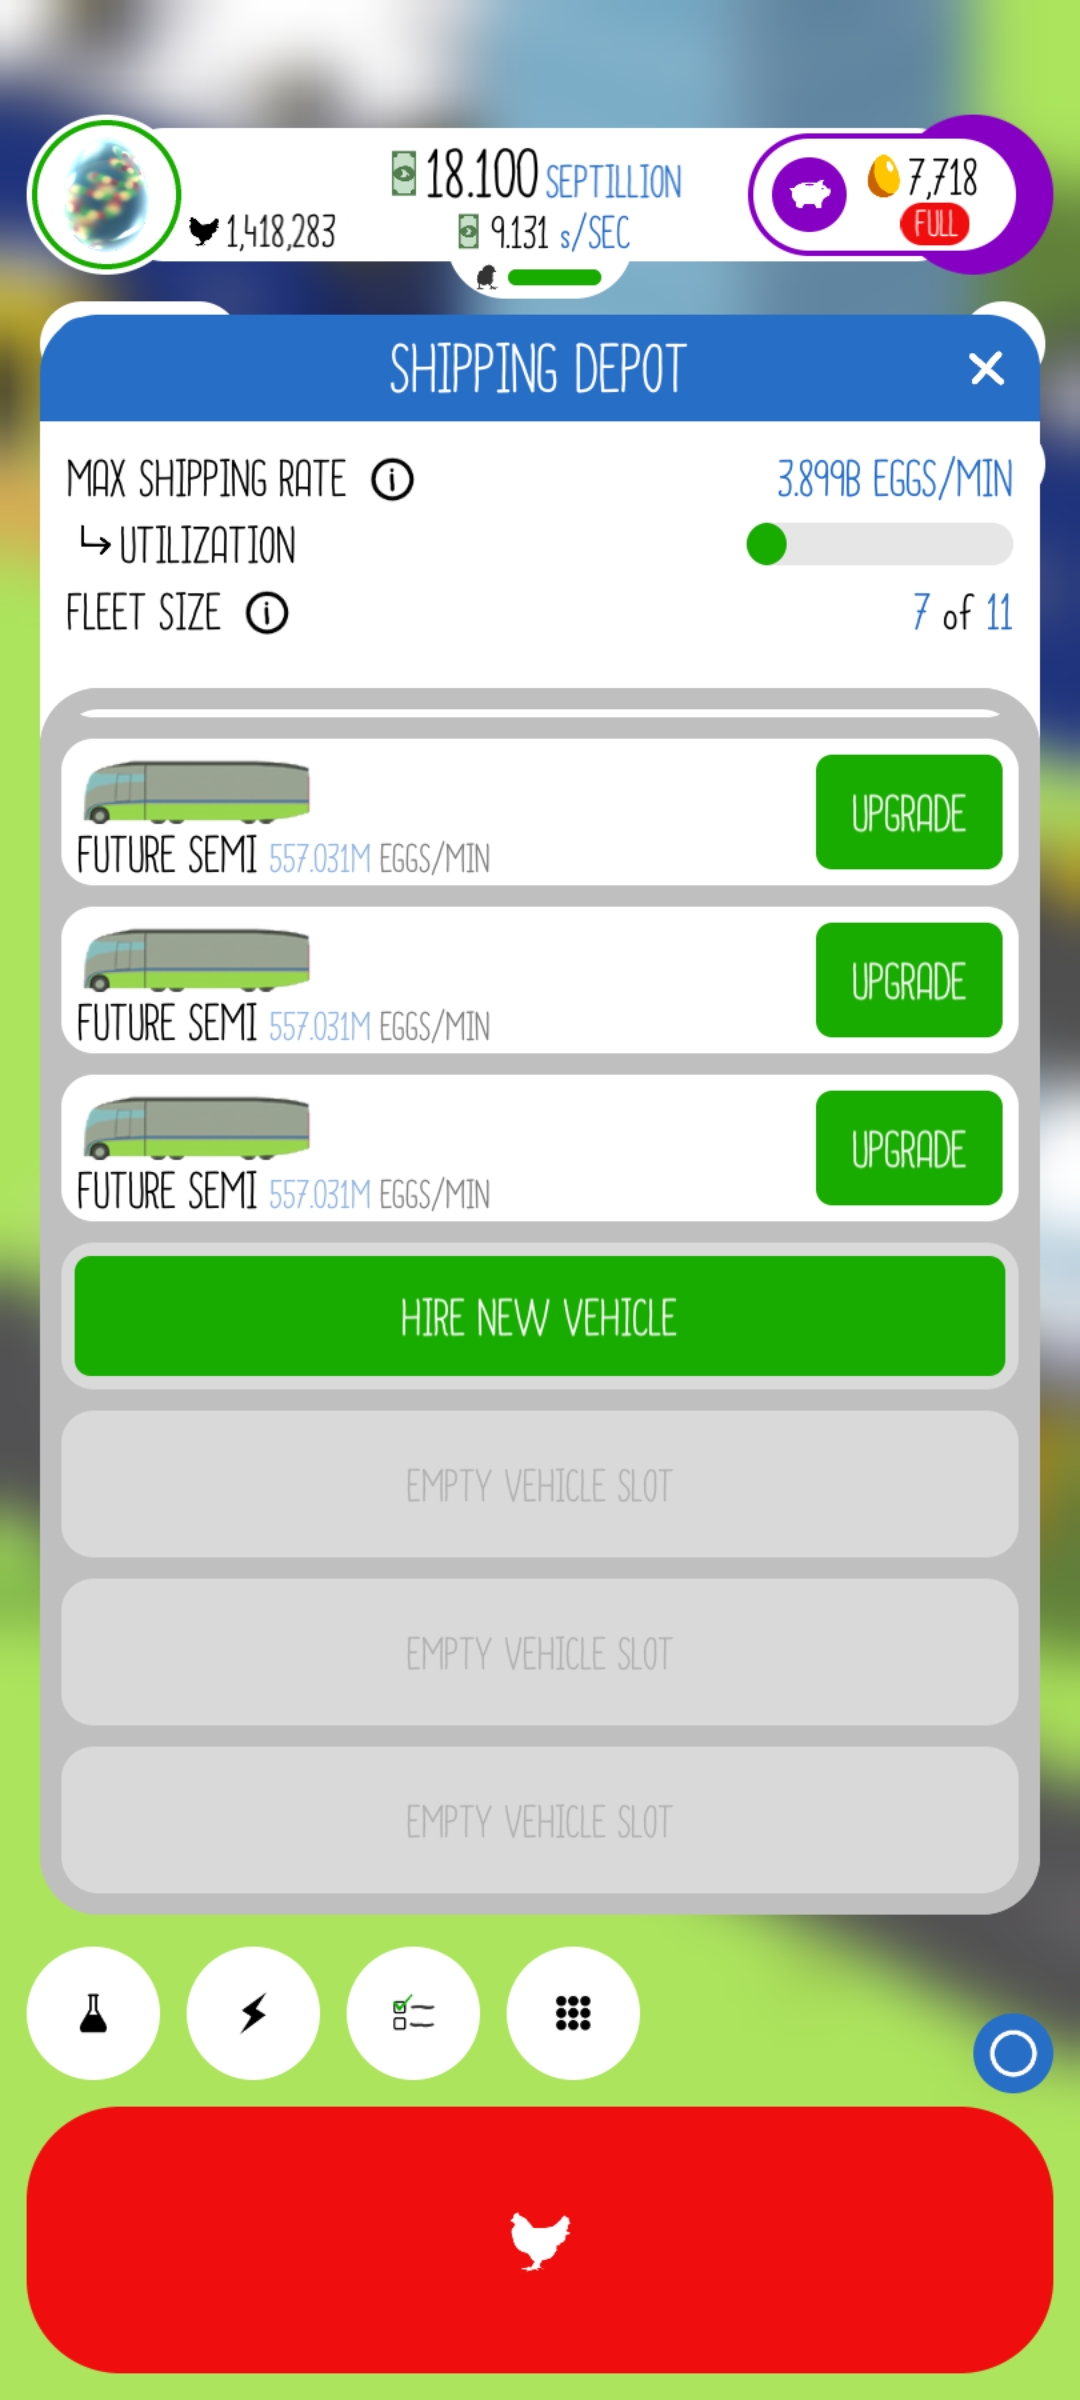 18.100 SEPTILLION
7,718
1,418,283
9.131 s/SEC
FULL
SHIPPING DEPOT
MAX SHIPPING RATE
3.899B EGGS/MIN
UTILIZATION
FLEET SIZE
7 of 11
UPGRADE
FUTURE SEMI 557.031M EGGS/MIN
UPGRADE
FUTURE SEMI 557.031M EGGS/MIN
UPGRADE
FUTURE SEMI 557.031M EGGS/MIN
HIRE NEW VEHICLE
EMPTY VEHICLE SLOT
EMPTY VEHICLE SLOT
EMPTY VEHICLE SLOT